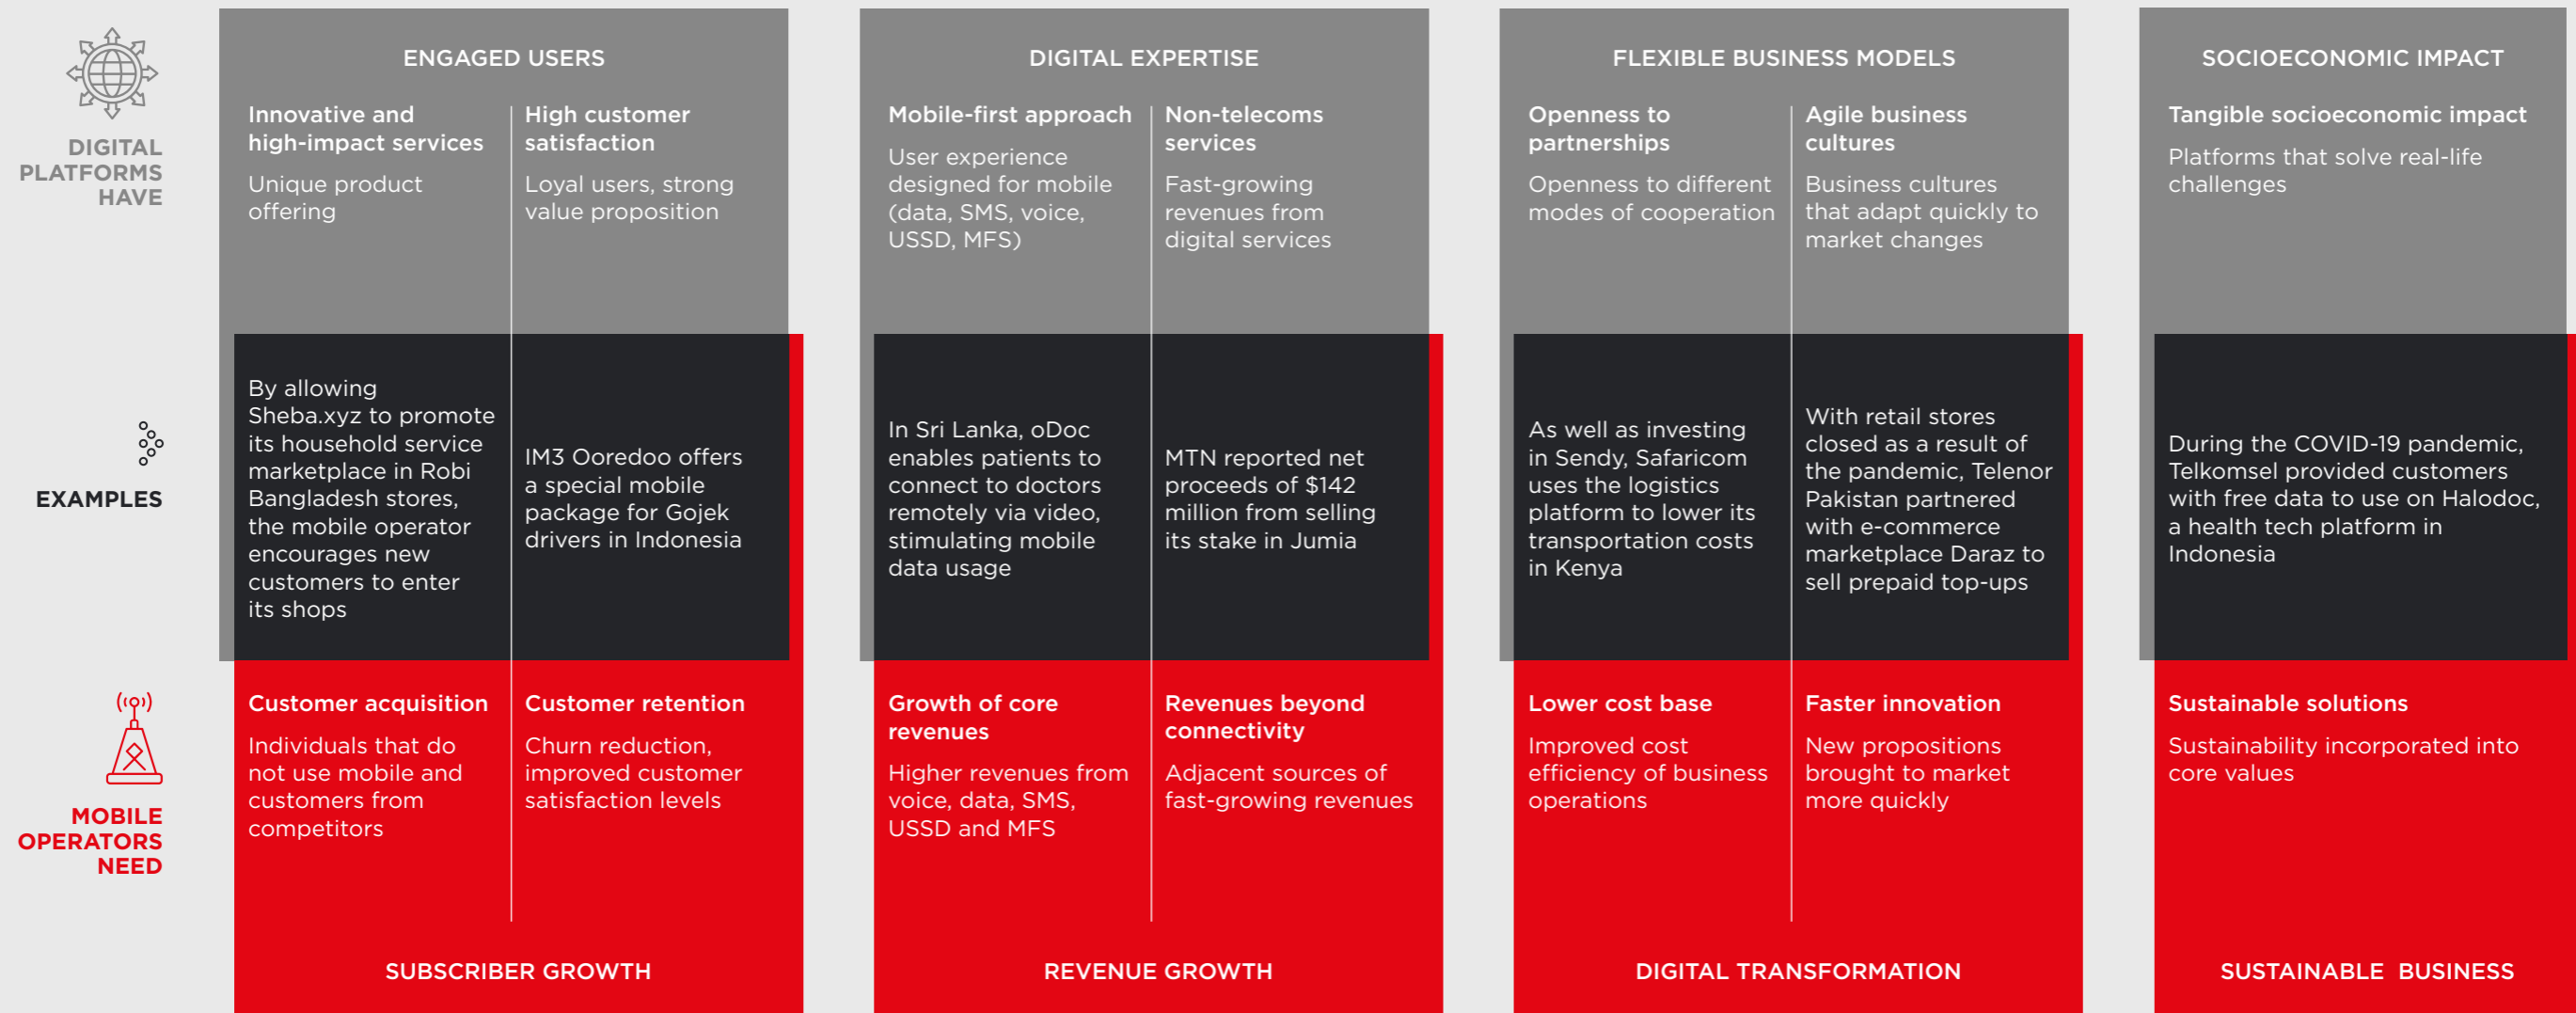 DIGITAL
PLATFORMS
HAVE
ENGAGED USERS
Innovative and
high-impact services
Unique product
offering
High customer
satisfaction
Loyal users, strong
value proposition
DIGITAL EXPERTISE
Mobile-first approach
User experience
designed for mobile
(data, SMS, voice,
USSD, MFS)
Non-telecoms
services
Fast-growing
revenues from
digital services
FLEXIBLE BUSINESS MODELS
Openness to
partnerships
Openness to different
modes of cooperation
Agile business
cultures
Business cultures
that adapt quickly to
market changes
SOCIOECONOMIC IMPACT
Tangible socioeconomic impact
Platforms that solve real-life
challenges
EXAMPLES
By allowing
Sheba.xyz to promote
its household service
marketplace in Robi
Bangladesh stores,
the mobile operator
encourages new
customers to enter
its shops
IM3 Ooredoo offers
a special mobile
package for Gojek
drivers in Indonesia
In Sri Lanka, oDoc
enables patients to
connect to doctors
remotely via video,
stimulating mobile
data usage
MTN reported net
proceeds of $142
million from selling
its stake in Jumia
As well as investing
in Sendy, Safaricom
uses the logistics
platform to lower its
transportation costs
in Kenya
With retail stores
closed as a result of
the pandemic, Telenor
Pakistan partnered
with e-commerce
marketplace Daraz to
sell prepaid top-ups
During the COVID-19 pandemic,
Telkomsel provided customers
with free data to use on Halodoc,
a health tech platform in
Indonesia
MOBILE
OPERATORS
NEED
Customer acquisition
Individuals that do
not use mobile and
customers from
competitors
Customer retention
Churn reduction,
improved customer
satisfaction levels
SUBSCRIBER GROWTH
Growth of core
revenues
Higher revenues from
voice, data, SMS,
USSD and MFS
Revenues beyond
connectivity
Adjacent sources of
fast-growing revenues
REVENUE GROWTH
Lower cost base
Improved cost
efficiency of business
operations
Faster innovation
New propositions
brought to market
more quickly
DIGITAL TRANSFORMATION
Sustainable solutions
Sustainability incorporated into
core values
SUSTAINABLE BUSINESS